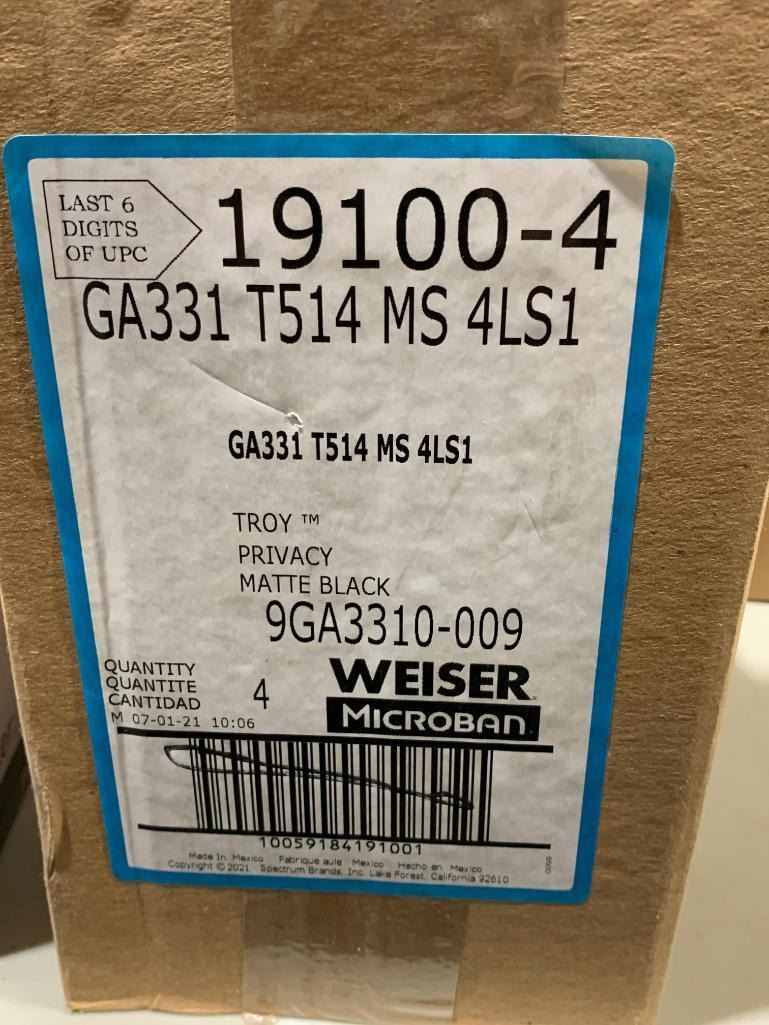 LAST 6
DIGITS
OF UPC
19100-4
GA331 T514 MS 4LS1
GA331 T514 MS 4LS1
TROY ™
PRIVACY
MATTE BLACK
9GA3310-009
QUANTITY
QUANTITE
CANTIDAD
4
M 07-01-21 10:06
WEISER
MICROBAN
10059184191001
Made In Mexico Fabrique aule Mexico Hecho en Mexico
Copyright © 2021 Spectrum Brands, Inc. Lake Forest, California 92610